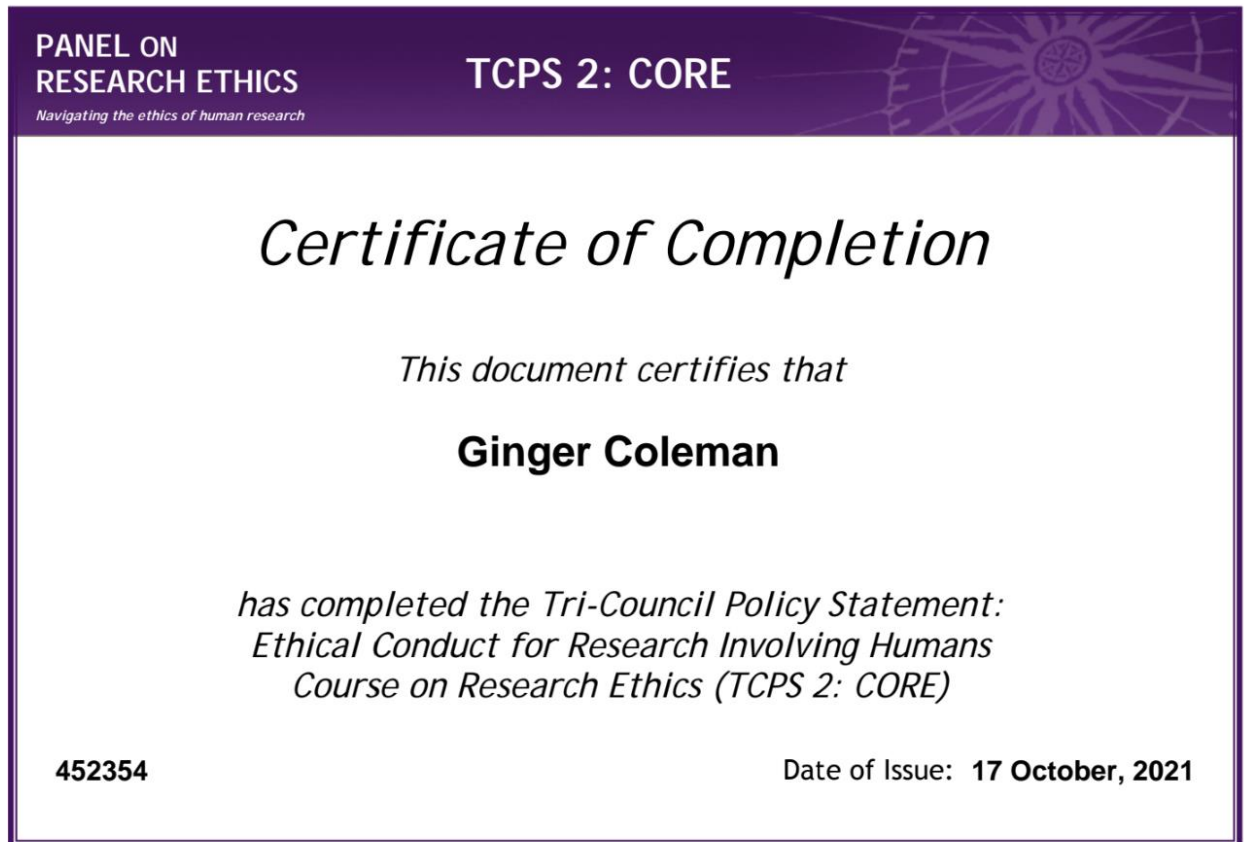 PANEL ON
RESEARCH ETHICS
Navigating the ethics of human research
TCPS 2: CORE
Certificate of Completion
This document certifies that
Ginger Coleman
has completed the Tri-Council Policy Statement:
Ethical Conduct for Research Involving Humans
Course on Research Ethics (TCPS 2: CORE)
452354
Date of Issue: 17 October, 2021